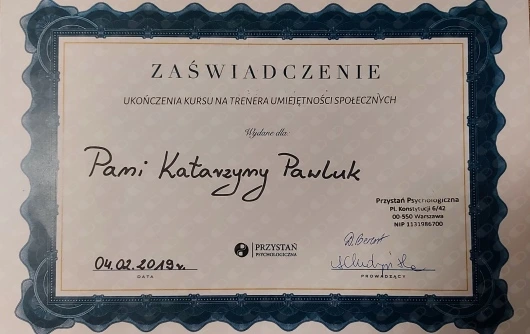 ZAŚWIADCZENIE
UKOŃCZENIA KURSU NA TRENERA UMIEJĘTNOŚCI SPOŁECZNYCH
Wydane dla:
Pani Katarzyny Pawluk
Przystań Psychologiczna
Pl. Konstytucji 6/42
00-550 Warszawa
NIP 1131986700
PRZYSTAŃ
PSYCHOLOGICZNA
04.02.2019r.
DATA
PROWADZĄCY